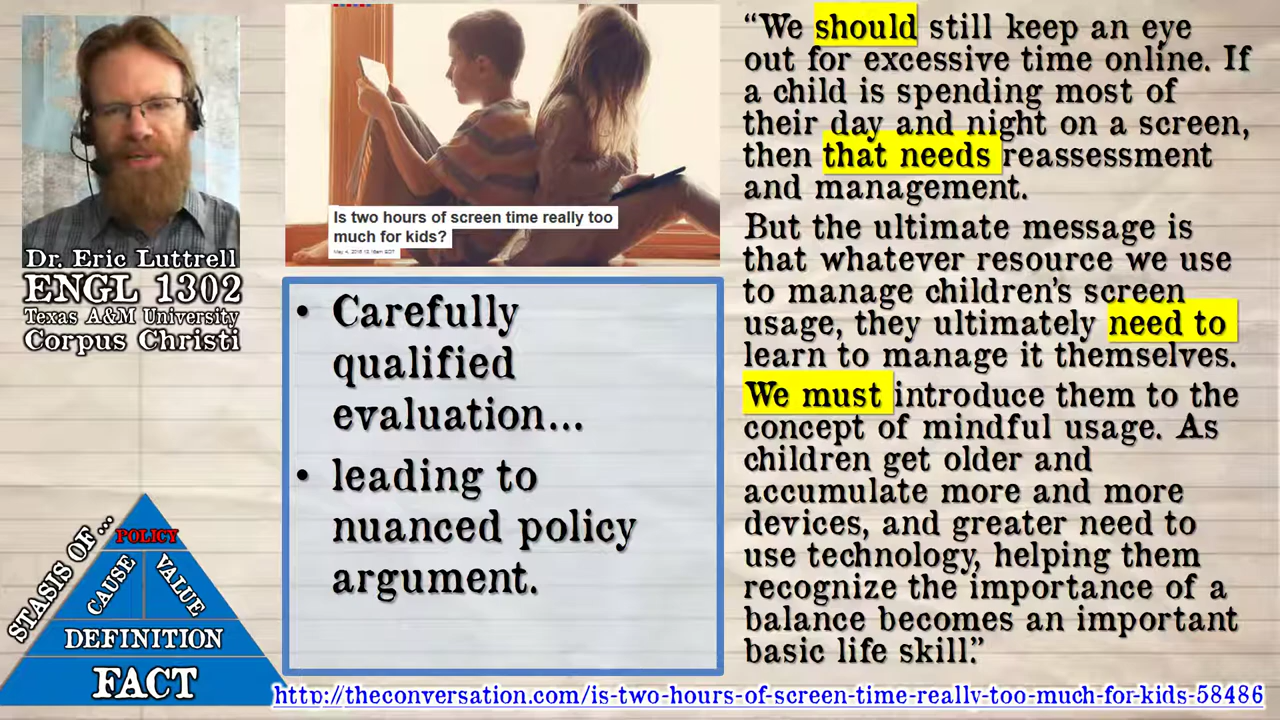 Dr. Eric Luttrell
ENGL 1302
Texas A&M University
Corpus Christi
Is two hours of screen time really too
much for kids?
• Carefully
qualified
evaluation...
• leading to
nuanced policy
argument.
“We should still keep an eye
out for excessive time online. If
a child is spending most of
their day and night on a screen,
then that needs reassessment
and management.
But the ultimate message is
that whatever resource we use
to manage children’s screen
usage, they ultimately need to
learn to manage it themselves.
We must introduce them to the
concept of mindful usage. As
children get older and
accumulate more and more
devices, and greater need to
use technology, helping them
recognize the importance of a
balance becomes an important
basic life skill.”
STASIS OF...
POLICY
CAUSE
VALUE
DEFINITION
FACT
http://theconversation.com/is-two-hours-of-screen-time-really-too-much-for-kids-58486